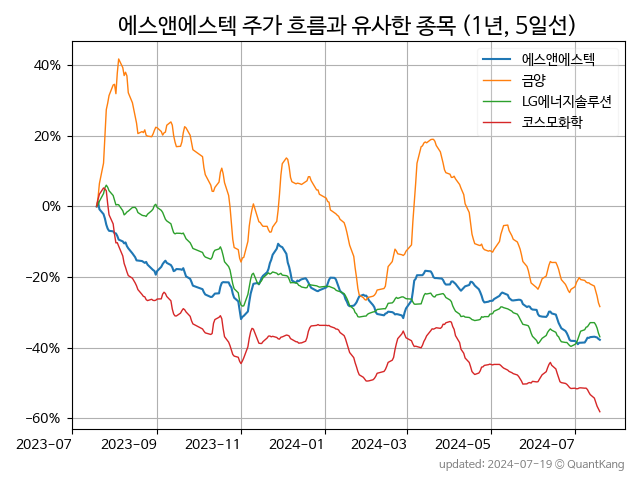 에스앤에스텍 주가 흐름과 유사한 종목 (1년, 5일선)
에스앤에스텍
금양
LG에너지솔루션
코스모화학
40%
20%
0%
−20%
−40%
−60%
2023-07 2023-09 2023-11 2024-01 2024-03 2024-05 2024-07
updated: 2024-07-19 © QuantKang